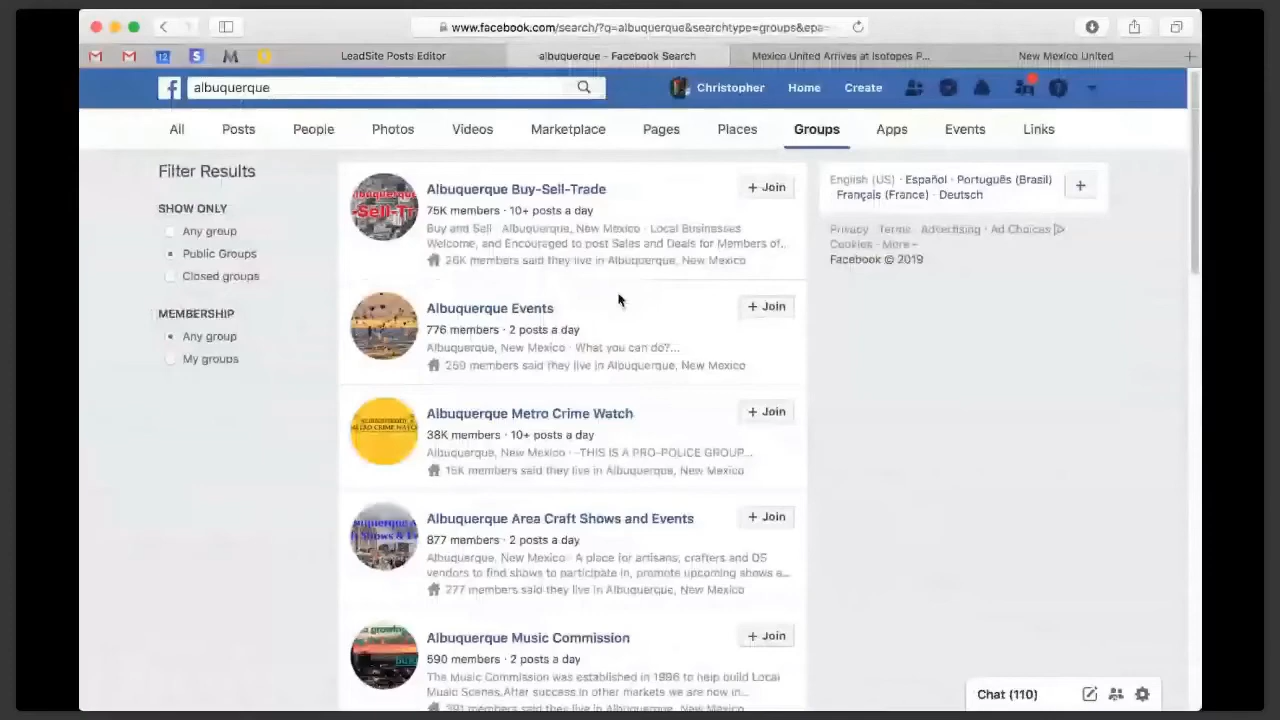 www.facebook.com/search/?q=albuquerque&searchtype=groups&epa=
12 S M
LeadSite Posts Editor
albuquerque - Facebook Search
Mexico United Arrives at Isotopes P...
New Mexico United
f albuquerque
Christopher
Home
Create
All
Posts
People
Photos
Videos
Marketplace
Pages
Places
Groups
Apps
Events
Links
Filter Results
SHOW ONLY
Any group
Public Groups
Closed groups
MEMBERSHIP
Any group
My groups
Albuquerque Buy-Sell-Trade
+ Join
75K members · 10+ posts a day
Buy and Sell · Albuquerque, New Mexico · Local Businesses
Welcome, and Encouraged to post Sales and Deals for Members of...
26K members said they live in Albuquerque, New Mexico
Albuquerque Events
+ Join
776 members · 2 posts a day
Albuquerque, New Mexico · What you can do?...
259 members said they live in Albuquerque, New Mexico
Albuquerque Metro Crime Watch
+ Join
38K members · 10+ posts a day
Albuquerque, New Mexico · -THIS IS A PRO-POLICE GROUP...
15K members said they live in Albuquerque, New Mexico
Albuquerque Area Craft Shows and Events
+ Join
877 members · 2 posts a day
Albuquerque, New Mexico · A place for artisans, crafters and DS
vendors to find shows to participate in, promote upcoming shows a...
277 members said they live in Albuquerque, New Mexico
Albuquerque Music Commission
+ Join
590 members · 2 posts a day
The Music Commission was established in 1986 to help build Local
Music Scenes.After success in other markets we are now in...
391 members said they live in Albuquerque, New Mexico
English (US) · Español · Português (Brasil)
Français (France) · Deutsch
+
Privacy · Terms · Advertising · Ad Choices
Cookies · More
Facebook © 2019
Chat (110)